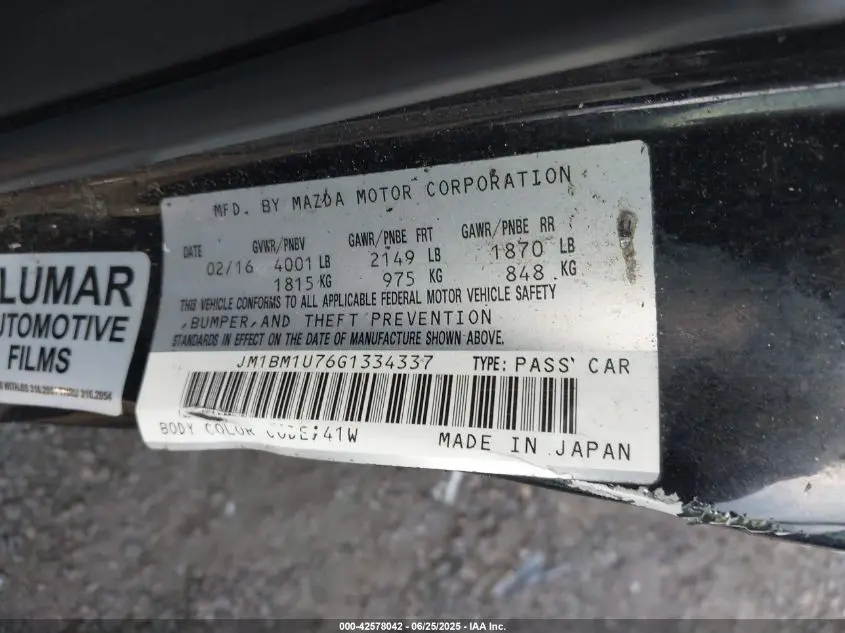 MFD. BY MAZDA MOTOR CORPORATION
DATE GVWR/PNBV GAWR/PNBE FRT GAWR/PNBE RR
02/16 4001 LB 2149 LB 1870 LB
1815 KG 975 KG 848 KG
THIS VEHICLE CONFORMS TO ALL APPLICABLE FEDERAL MOTOR VEHICLE SAFETY
,BUMPER,AND THEFT PREVENTION
STANDARDS IN EFFECT ON THE DATE OF MANUFACTURE SHOWN ABOVE.
JM1BM1U76G1334337 TYPE: PASS' CAR
BODY COLOR CODE;41W MADE IN JAPAN
LUMAR
UTOMOTIVE
FILMS
000-42578042 / 06/25/2025 - IAA Inc.